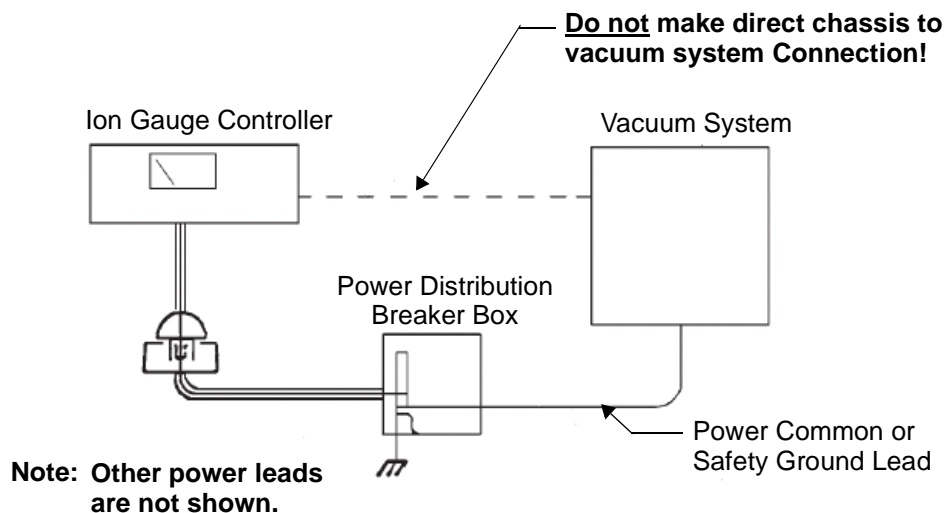 Do not make direct chassis to
vacuum system Connection!
Ion Gauge Controller
Vacuum System
Power Distribution
Breaker Box
Power Common or
Safety Ground Lead
Note: Other power leads
are not shown.